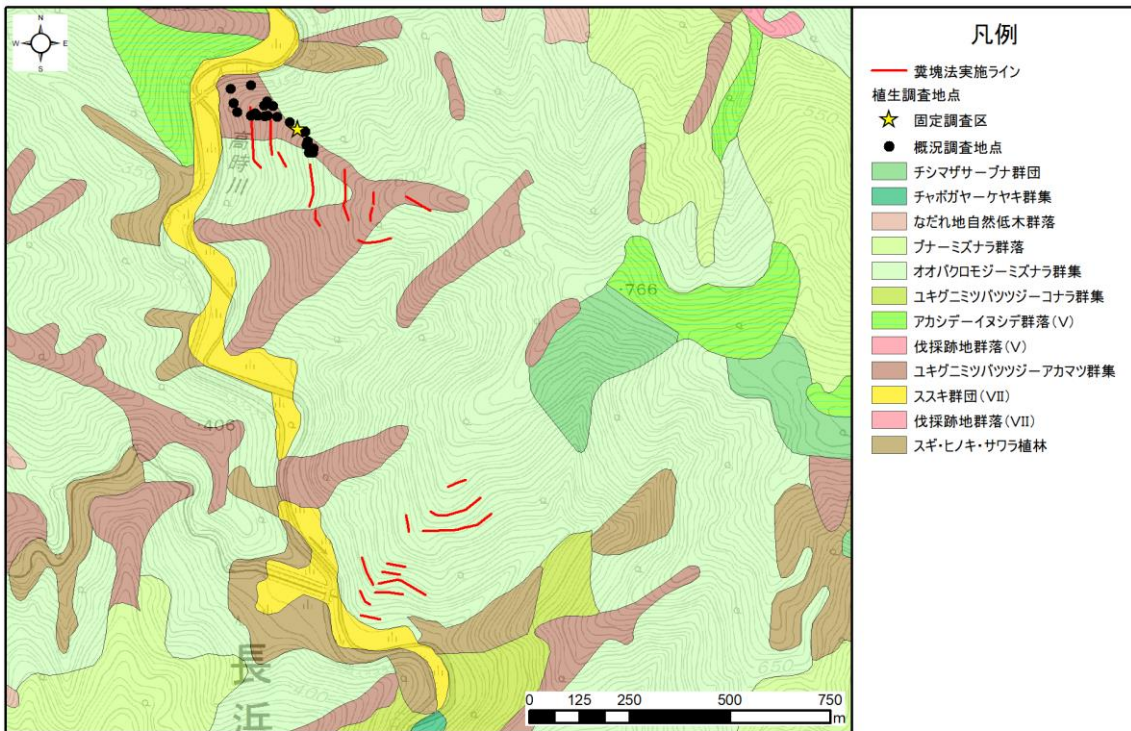 N
W E
S
高時川
766
406
長浜
650
0 125 250 500 750
m
凡例
糞塊法実施ライン
植生調査地点
固定調査区
概況調査地点
チシマザサーブナ群団
チャボガヤーケヤキ群集
なだれ地自然低木群落
ブナーミズナラ群落
オオバクロモジーミズナラ群集
ユキグニミツバツツジーコナラ群集
アカシデーイヌシデ群落(Ⅴ)
伐採跡地群落(Ⅴ)
ユキグニミツバツツジーアカマツ群集
ススキ群団(Ⅶ)
伐採跡地群落(Ⅶ)
スギ・ヒノキ・サワラ植林